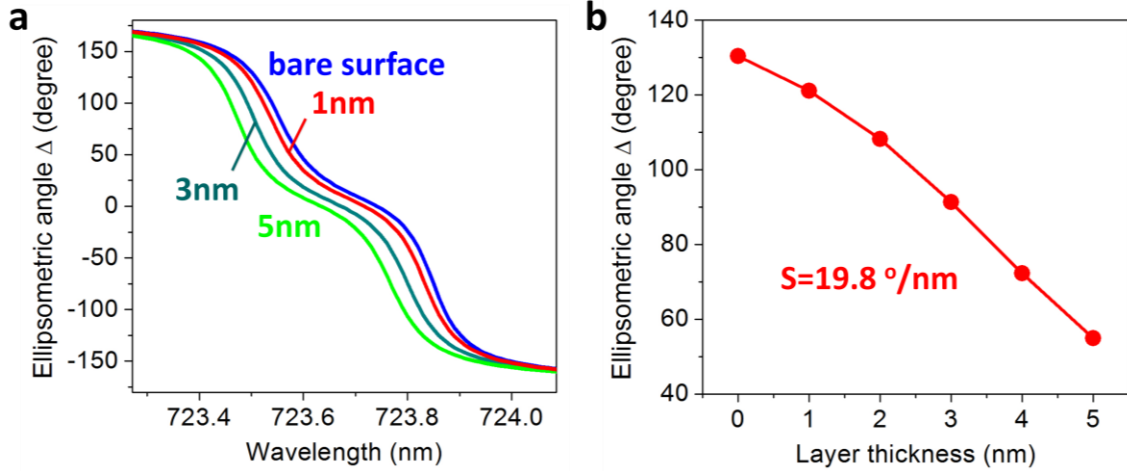 a
Ellipsometric angle Δ (degree)
150
100
50
0
-50
-100
-150
bare surface
1nm
3nm
5nm
723.4
723.6
723.8
724.0
Wavelength (nm)
b
Ellipsometric angle Δ (degree)
140
120
100
80
60
40
S=19.8 º/nm
0
1
2
3
4
5
Layer thickness (nm)